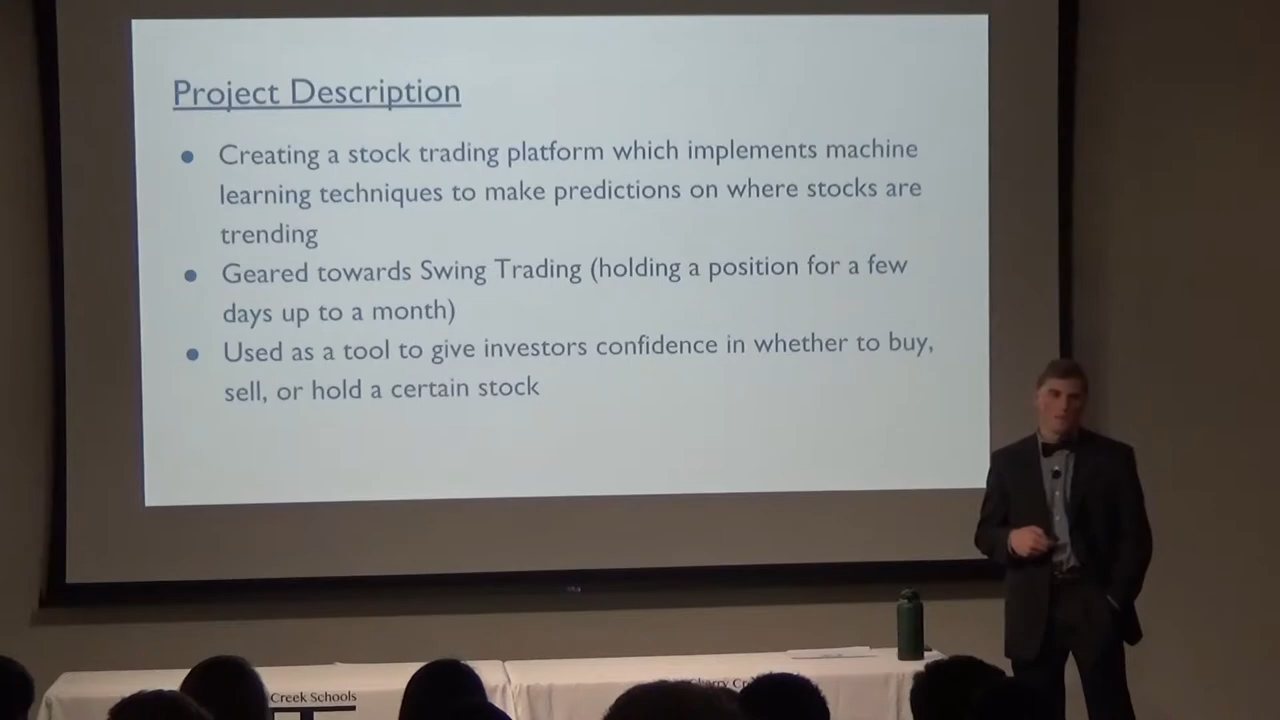 Project Description
Creating a stock trading platform which implements machine
learning techniques to make predictions on where stocks are
trending
Geared towards Swing Trading (holding a position for a few
days up to a month)
Used as a tool to give investors confidence in whether to buy,
sell, or hold a certain stock
Creek Schools